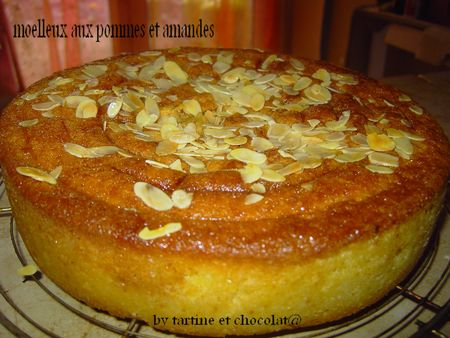 moelleux aux pommes et amandes
by tartine et chocolat@